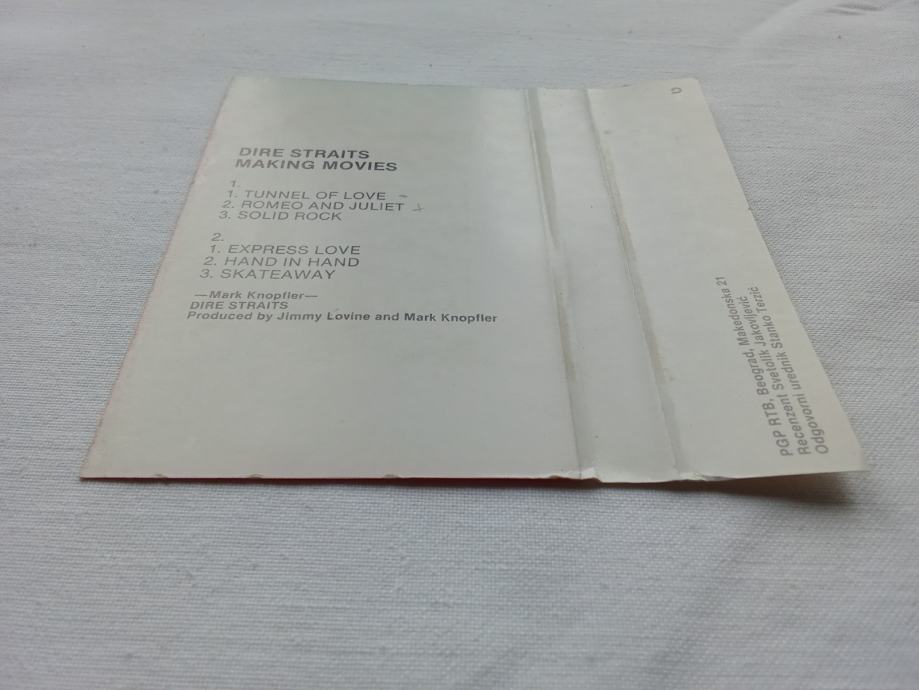 DIRE STRAITS
MAKING MOVIES
1.
1. TUNNEL OF LOVE
2. ROMEO AND JULIET
3. SOLID ROCK
2.
1. EXPRESS LOVE
2. HAND IN HAND
3. SKATEAWAY
—Mark Knopfler—
DIRE STRAITS
Produced by Jimmy Lovine and Mark Knopfler
PGP RTB, Beograd, Makedonska 21
Recenzent Svetolik Jakovljević
Odgovorni urednik Stanko Terzić